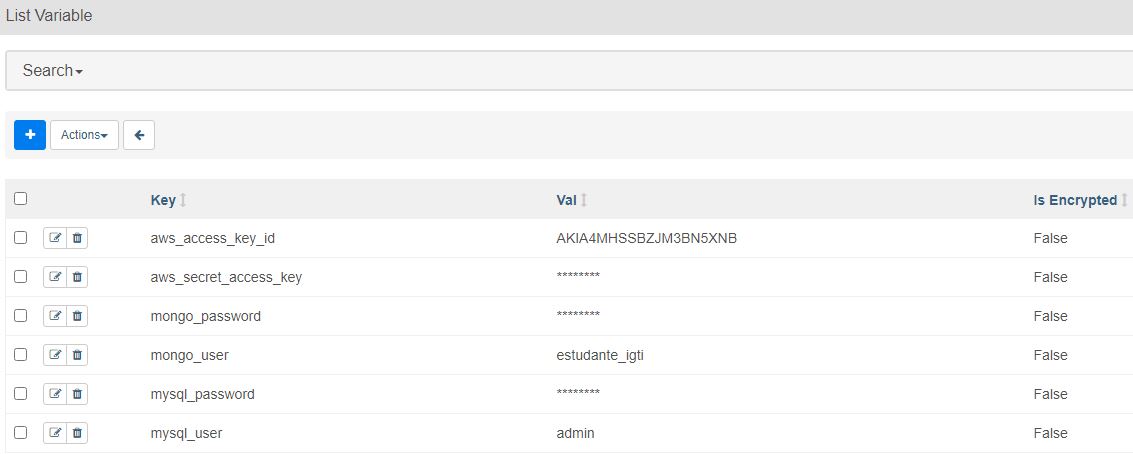 List Variable
Search
Actions
Key Val Is Encrypted
aws_access_key_id AKIA4MHSSBZJM3BN5XNB False
aws_secret_access_key ******** False
mongo_password ******** False
mongo_user estudante_igti False
mysql_password ******** False
mysql_user admin False